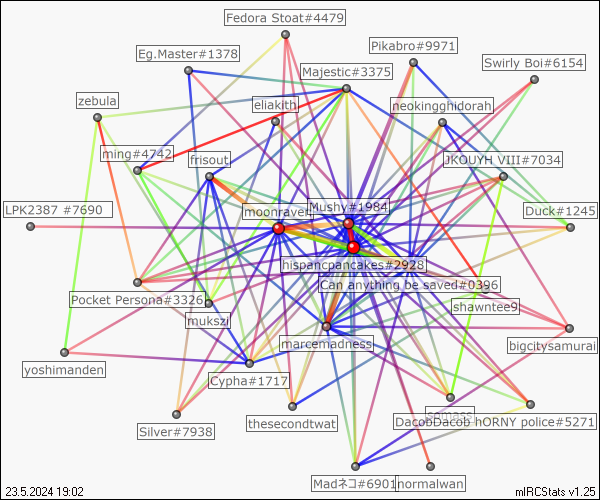 Fedora Stoat#4479
Pikabro#9971
Eg.Master#1378
Swirly Boi#6154
Majestic#3375
zebula
eliakith
neokingghidorah
ming#4742
frisout
JKOUYH VIII#7034
LPK2387 #7690
moonraven
Mushy#1984
Duck#1245
hispancpancakes#2928
Can anything be saved#0396
Pocket Persona#3326
shawntee9
mukszi
marcemadness
bigcitysamurai
yoshimanden
Cypha#1717
DacobDacob
hORNY police#5271
thesecondtwat
Silver#7938
Madネコ#6901
normalwan
23.5.2024 19:02
mIRCStats v1.25